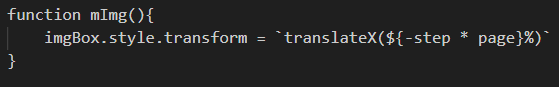 function mImg(){
    imgBox.style.transform = `translateX(${-step * page}%)`
}